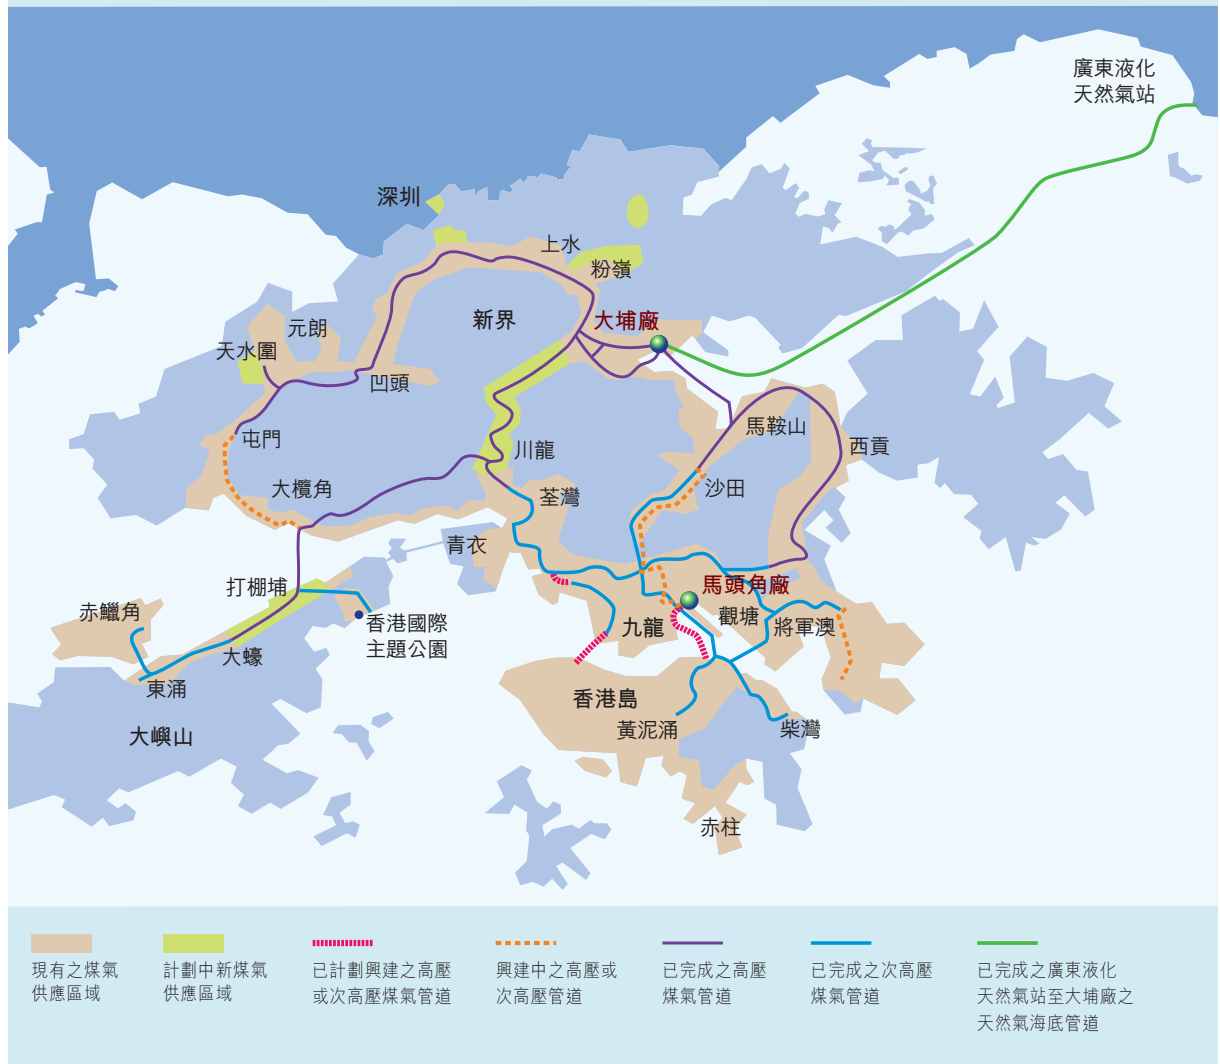 廣東液化
天然氣站
深圳
上水
粉嶺
新界
大埔廠
元朗
天水圍
凹頭
屯門
馬鞍山
西貢
川龍
大欖角
荃灣
沙田
青衣
打棚埔
馬頭角廠
赤鱲角
香港國際
主題公園
九龍
觀塘
將軍澳
大蠔
東涌
香港島
大嶼山
黃泥涌
柴灣
赤柱
現有之煤氣
供應區域
計劃中新煤氣
供應區域
已計劃興建之高壓
或次高壓煤氣管道
興建中之高壓或
次高壓管道
已完成之高壓
煤氣管道
已完成之次高壓
煤氣管道
已完成之廣東液化
天然氣站至大埔廠之
天然氣海底管道